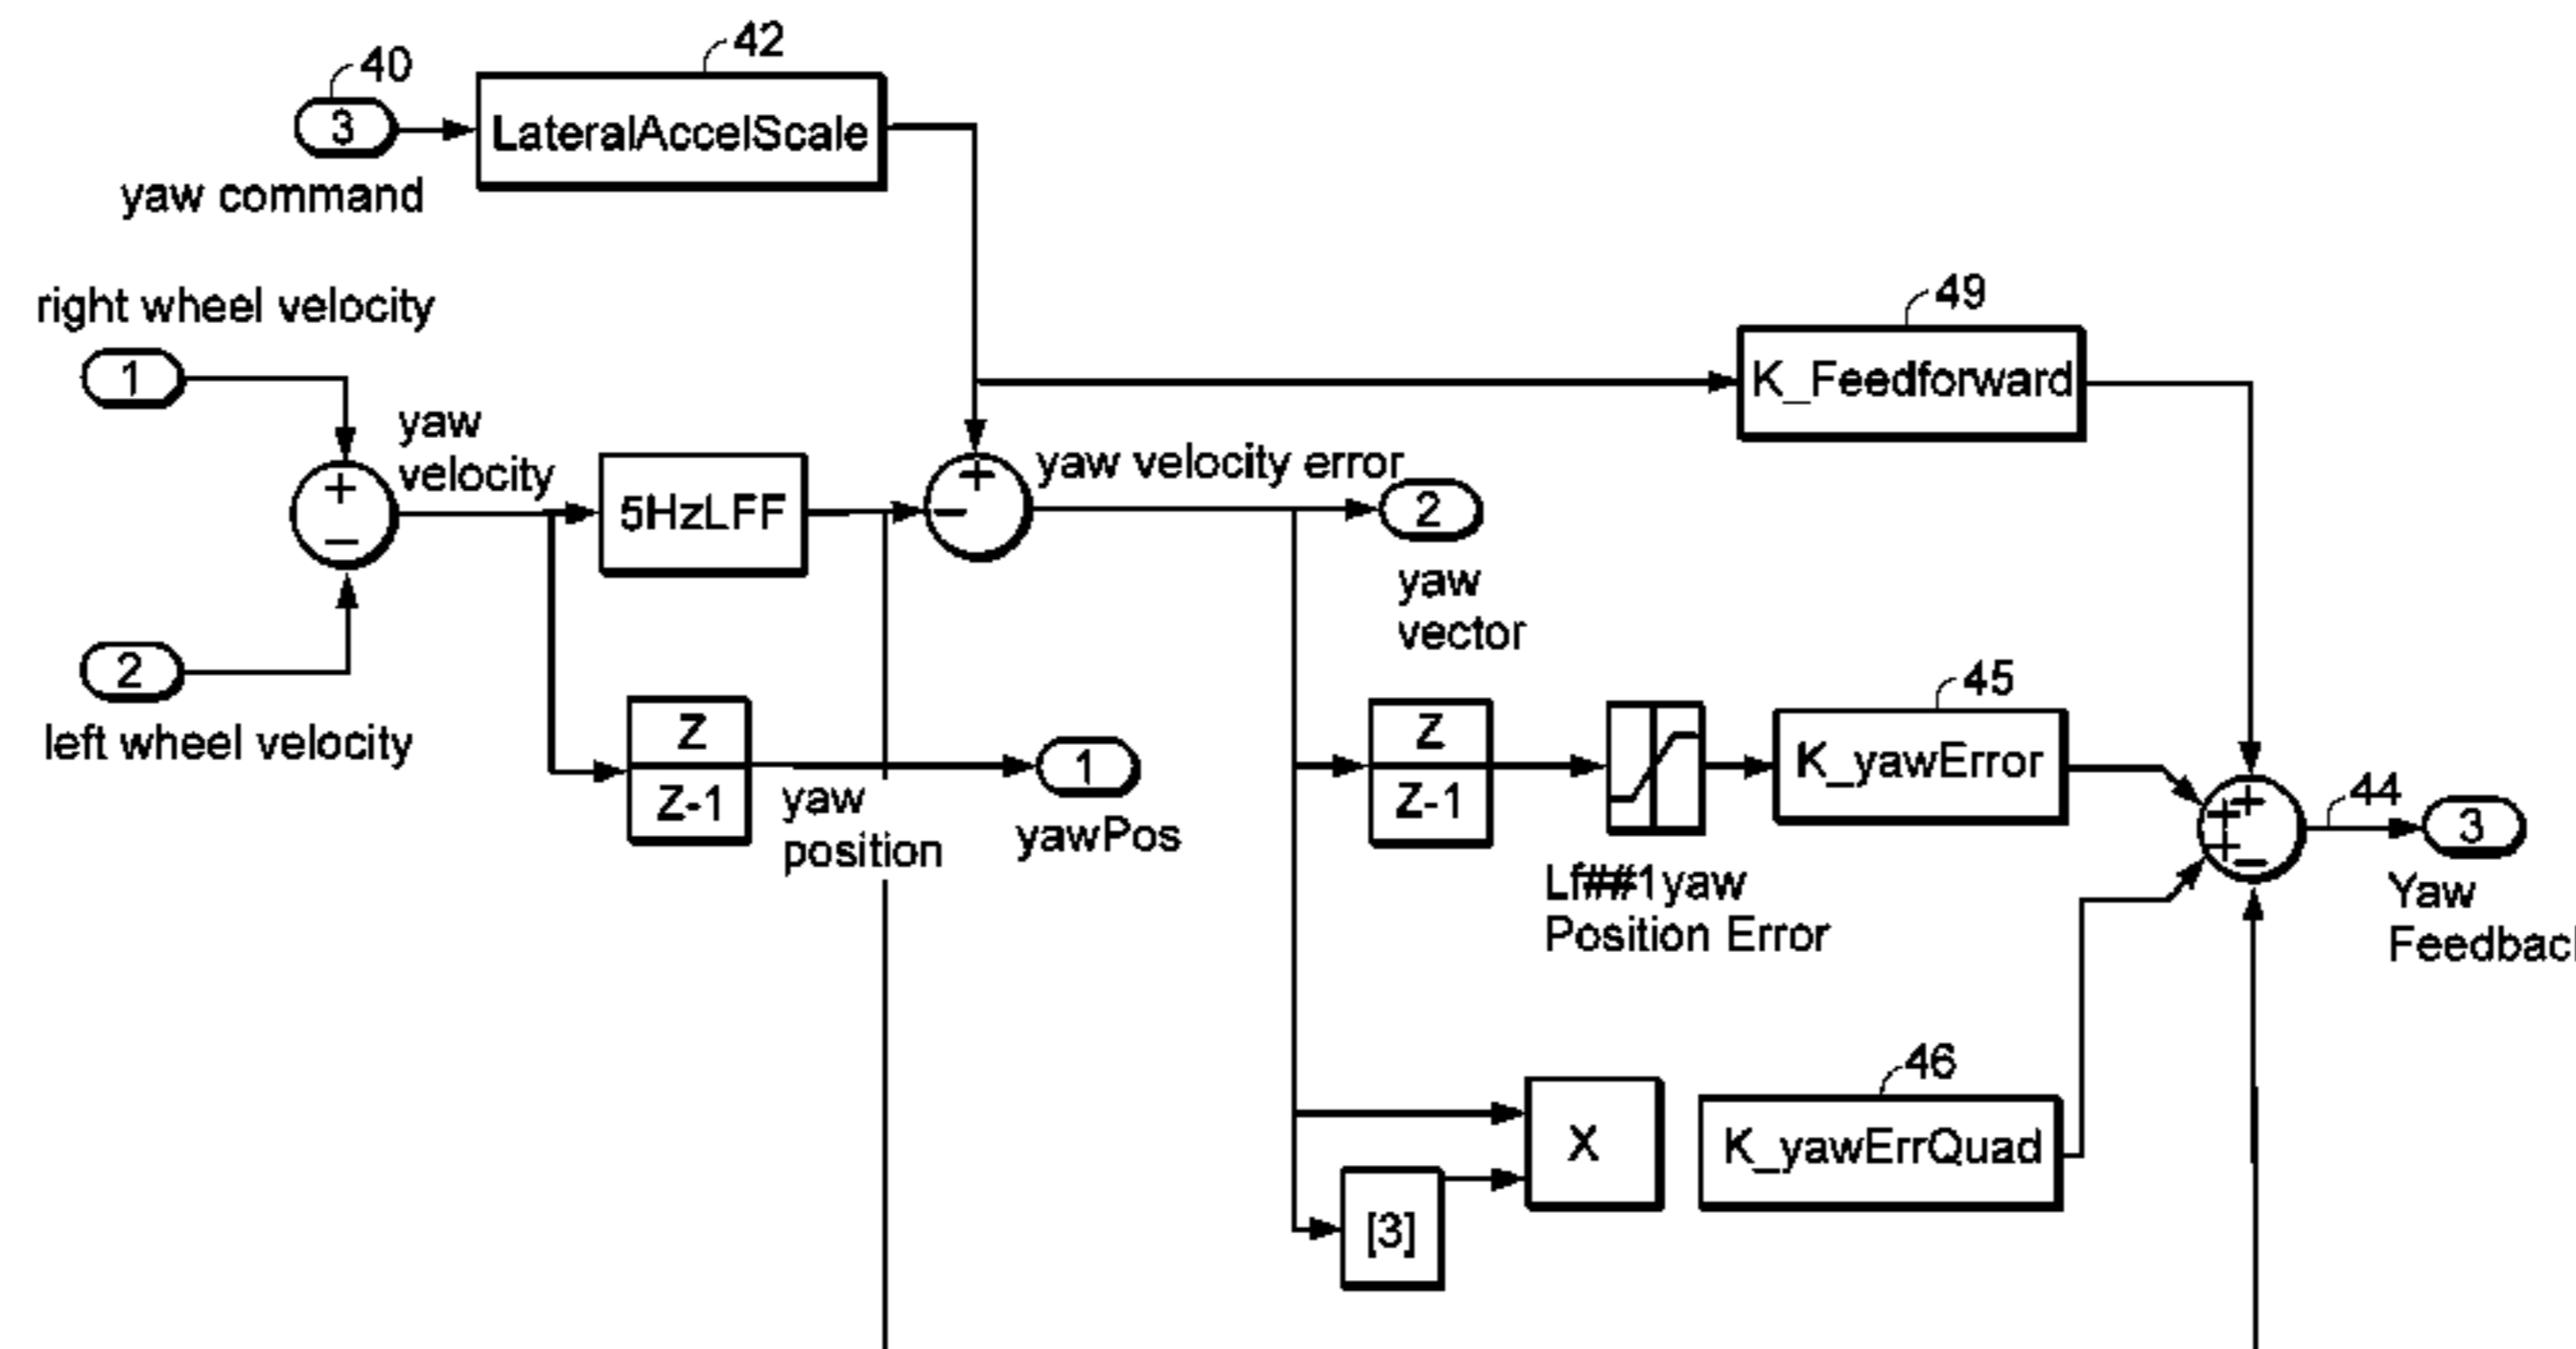 40
42
3
LateralAccelScale
yaw command
right wheel velocity
49
1
K_Feedforward
yaw
velocity
+
−
5HzLFF
+
−
yaw velocity error
2
yaw
vector
2
left wheel velocity
Z
Z-1
yaw
position
1
yawPos
Z
Z-1
45
K_yawError
Lf##1yaw
Position Error
+
+
+
−
44
3
Yaw
Feedbac
46
X
K_yawErrQuad
[3]